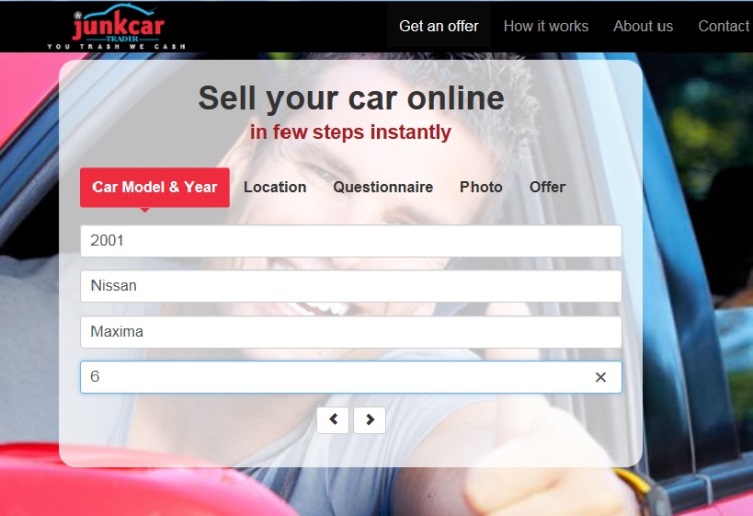 junkcar
TRADER
YOU TRASH WE CASH
Get an offer How it works About us Contact
Sell your car online
in few steps instantly
Car Model & Year Location Questionnaire Photo Offer
2001
Nissan
Maxima
6